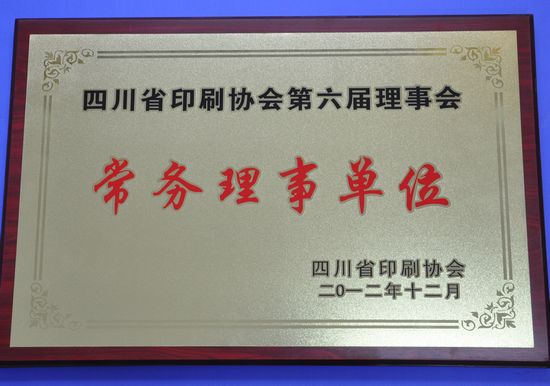 四川省印刷协会第六届理事会
常务理事单位
四川省印刷协会
二0一二年十二月